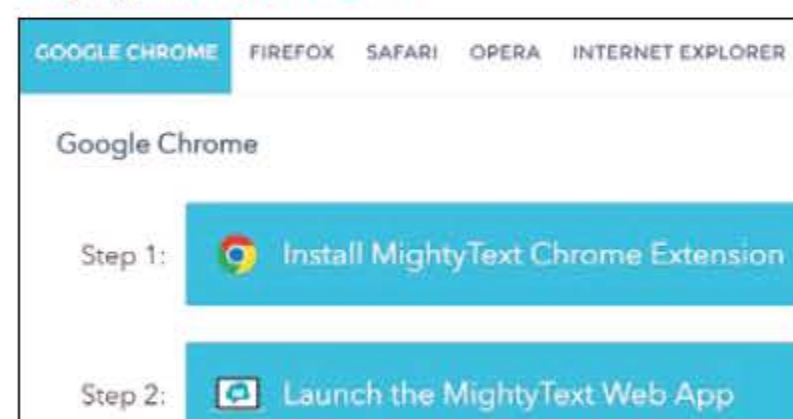 GOOGLE CHROME FIREFOX SAFARI OPERA INTERNET EXPLORER
Google Chrome
Step 1: Install MightyText Chrome Extension
Step 2: Launch the MightyText Web App